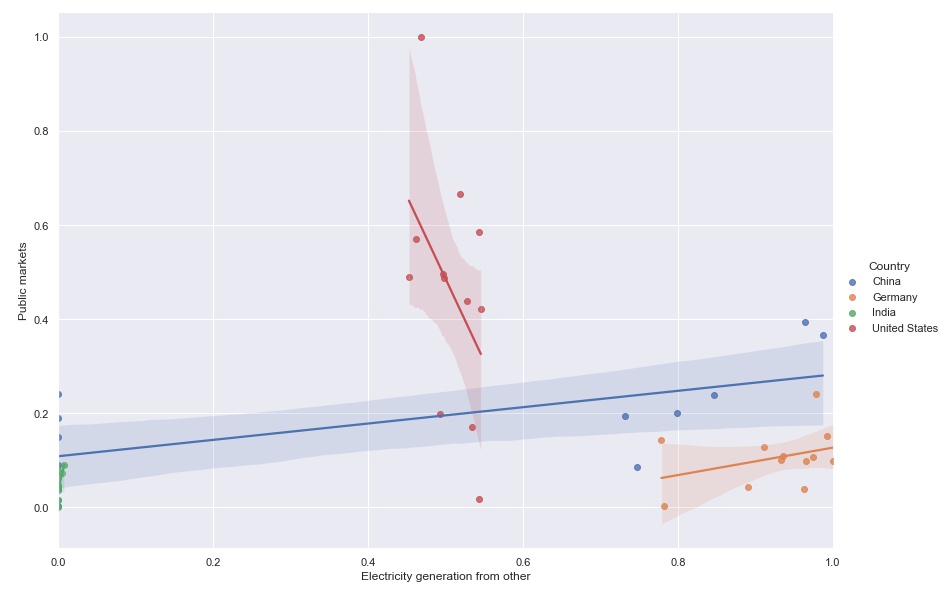 1.0
0.8
0.6
0.4
0.2
0.0
Public markets
0.0 0.2 0.4 0.6 0.8 1.0
Electricity generation from other
Country
China
Germany
India
United States